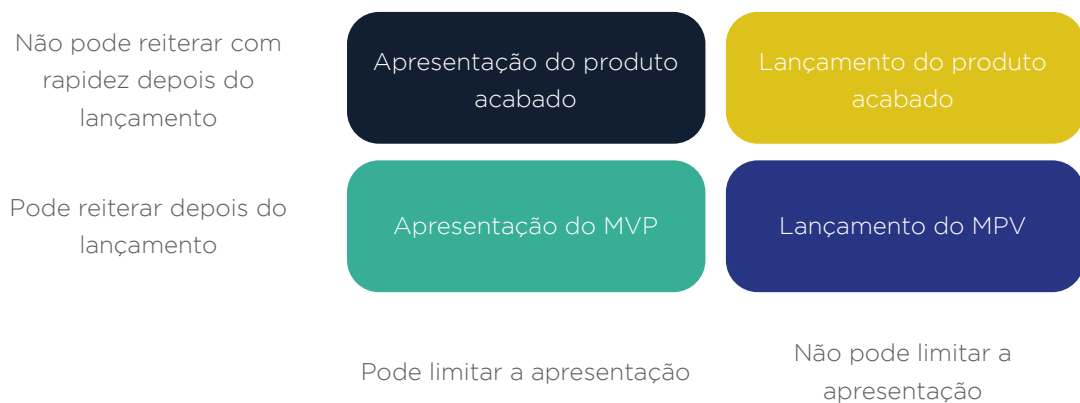 Não pode reiterar com
rapidez depois do
lançamento
Apresentação do produto
acabado
Lançamento do produto
acabado
Pode reiterar depois do
lançamento
Apresentação do MVP
Lançamento do MPV
Pode limitar a apresentação
Não pode limitar a
apresentação